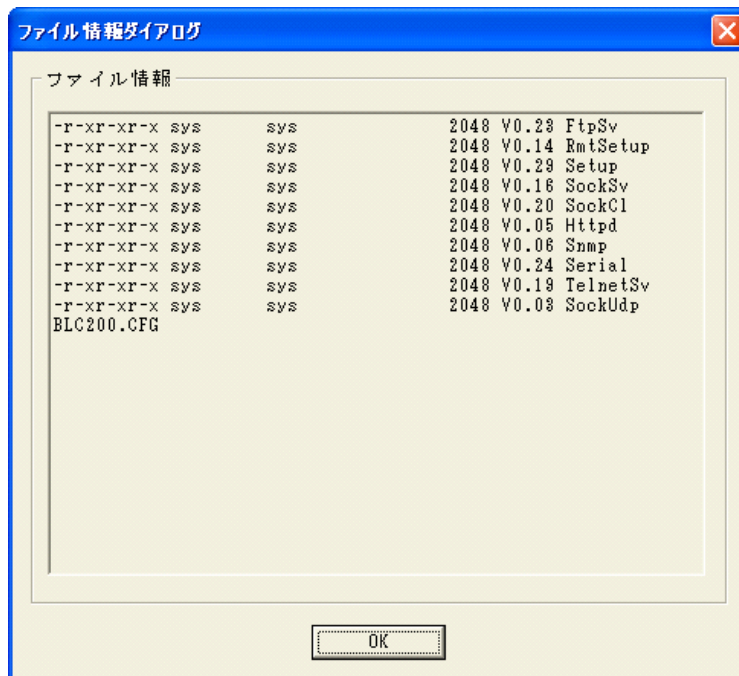 ファイル情報ダイアログ
ファイル情報
-r-xr-xr-x sys sys 2048 V0.23 FtpSv
-r-xr-xr-x sys sys 2048 V0.14 RmtSetup
-r-xr-xr-x sys sys 2048 V0.29 Setup
-r-xr-xr-x sys sys 2048 V0.16 SockSv
-r-xr-xr-x sys sys 2048 V0.20 SockCl
-r-xr-xr-x sys sys 2048 V0.05 Httpd
-r-xr-xr-x sys sys 2048 V0.06 Snmp
-r-xr-xr-x sys sys 2048 V0.24 Serial
-r-xr-xr-x sys sys 2048 V0.19 TelnetSv
-r-xr-xr-x sys sys 2048 V0.03 SockUdp
BLC200.CFG
OK